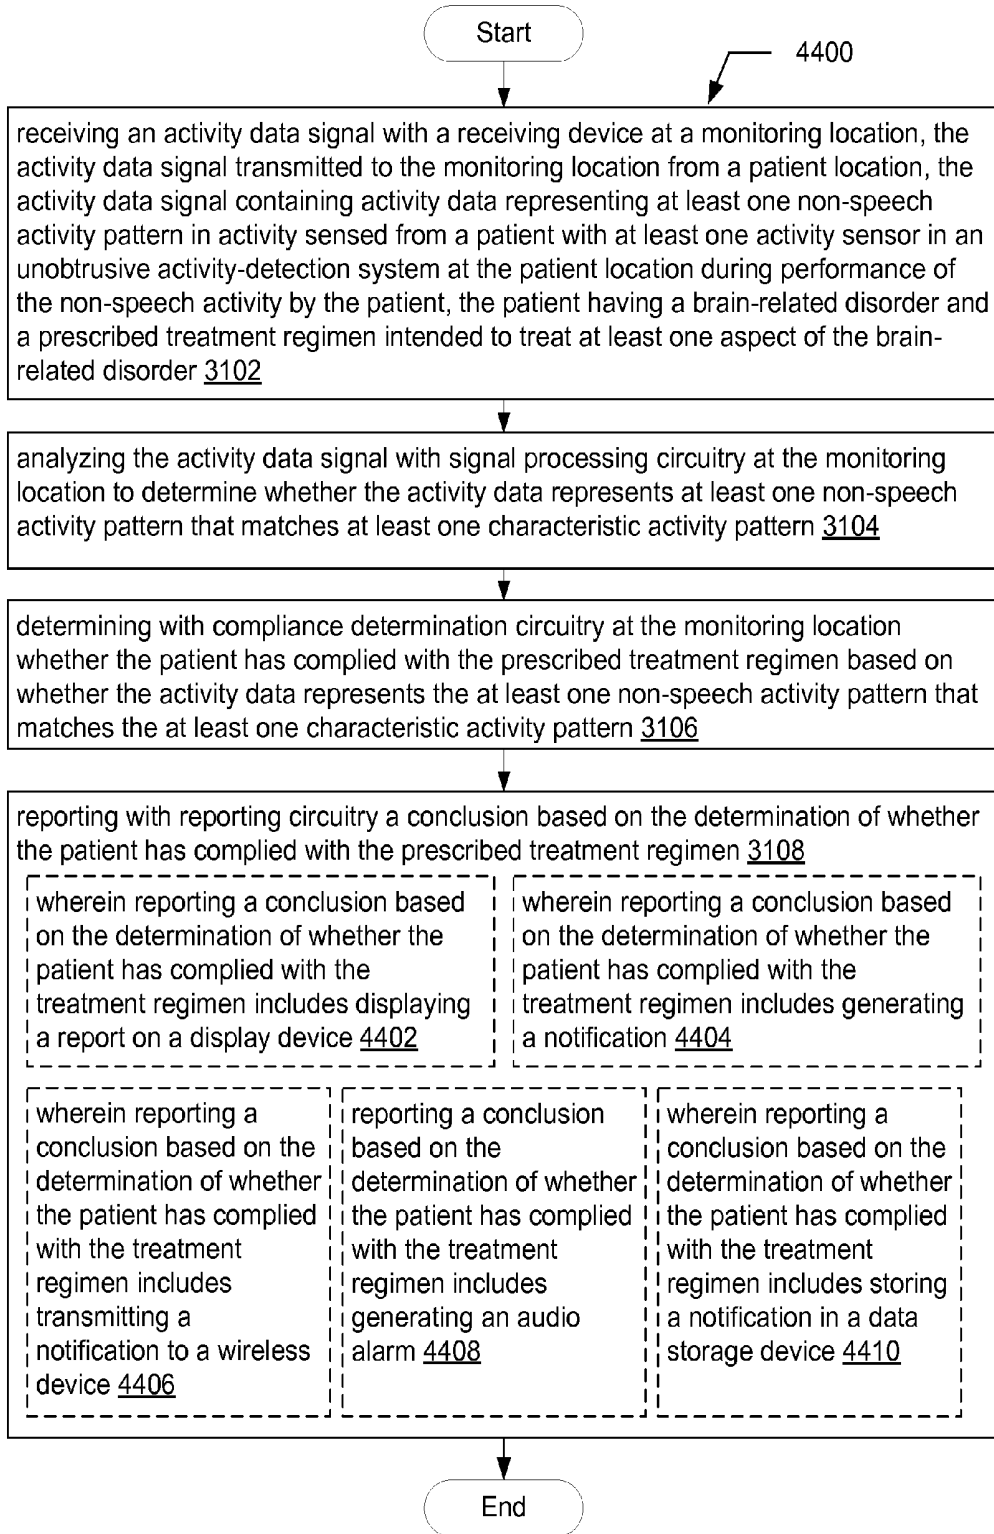 Start
4400
receiving an activity data signal with a receiving device at a monitoring location, the
activity data signal transmitted to the monitoring location from a patient location, the
activity data signal containing activity data representing at least one non-speech
activity pattern in activity sensed from a patient with at least one activity sensor in an
unobtrusive activity-detection system at the patient location during performance of
the non-speech activity by the patient, the patient having a brain-related disorder and
a prescribed treatment regimen intended to treat at least one aspect of the brain-
related disorder 3102
analyzing the activity data signal with signal processing circuitry at the monitoring
location to determine whether the activity data represents at least one non-speech
activity pattern that matches at least one characteristic activity pattern 3104
determining with compliance determination circuitry at the monitoring location
whether the patient has complied with the prescribed treatment regimen based on
whether the activity data represents the at least one non-speech activity pattern that
matches the at least one characteristic activity pattern 3106
reporting with reporting circuitry a conclusion based on the determination of whether
the patient has complied with the prescribed treatment regimen 3108
wherein reporting a conclusion based
on the determination of whether the
patient has complied with the
treatment regimen includes displaying
a report on a display device 4402
wherein reporting a conclusion based
on the determination of whether the
patient has complied with the
treatment regimen includes generating
a notification 4404
wherein reporting a
conclusion based on the
determination of whether
the patient has complied
with the treatment
regimen includes
transmitting a
notification to a wireless
device 4406
reporting a conclusion
based on the
determination of whether
the patient has complied
with the treatment
regimen includes
generating an audio
alarm 4408
wherein reporting a
conclusion based on the
determination of whether
the patient has complied
with the treatment
regimen includes storing
a notification in a data
storage device 4410
End